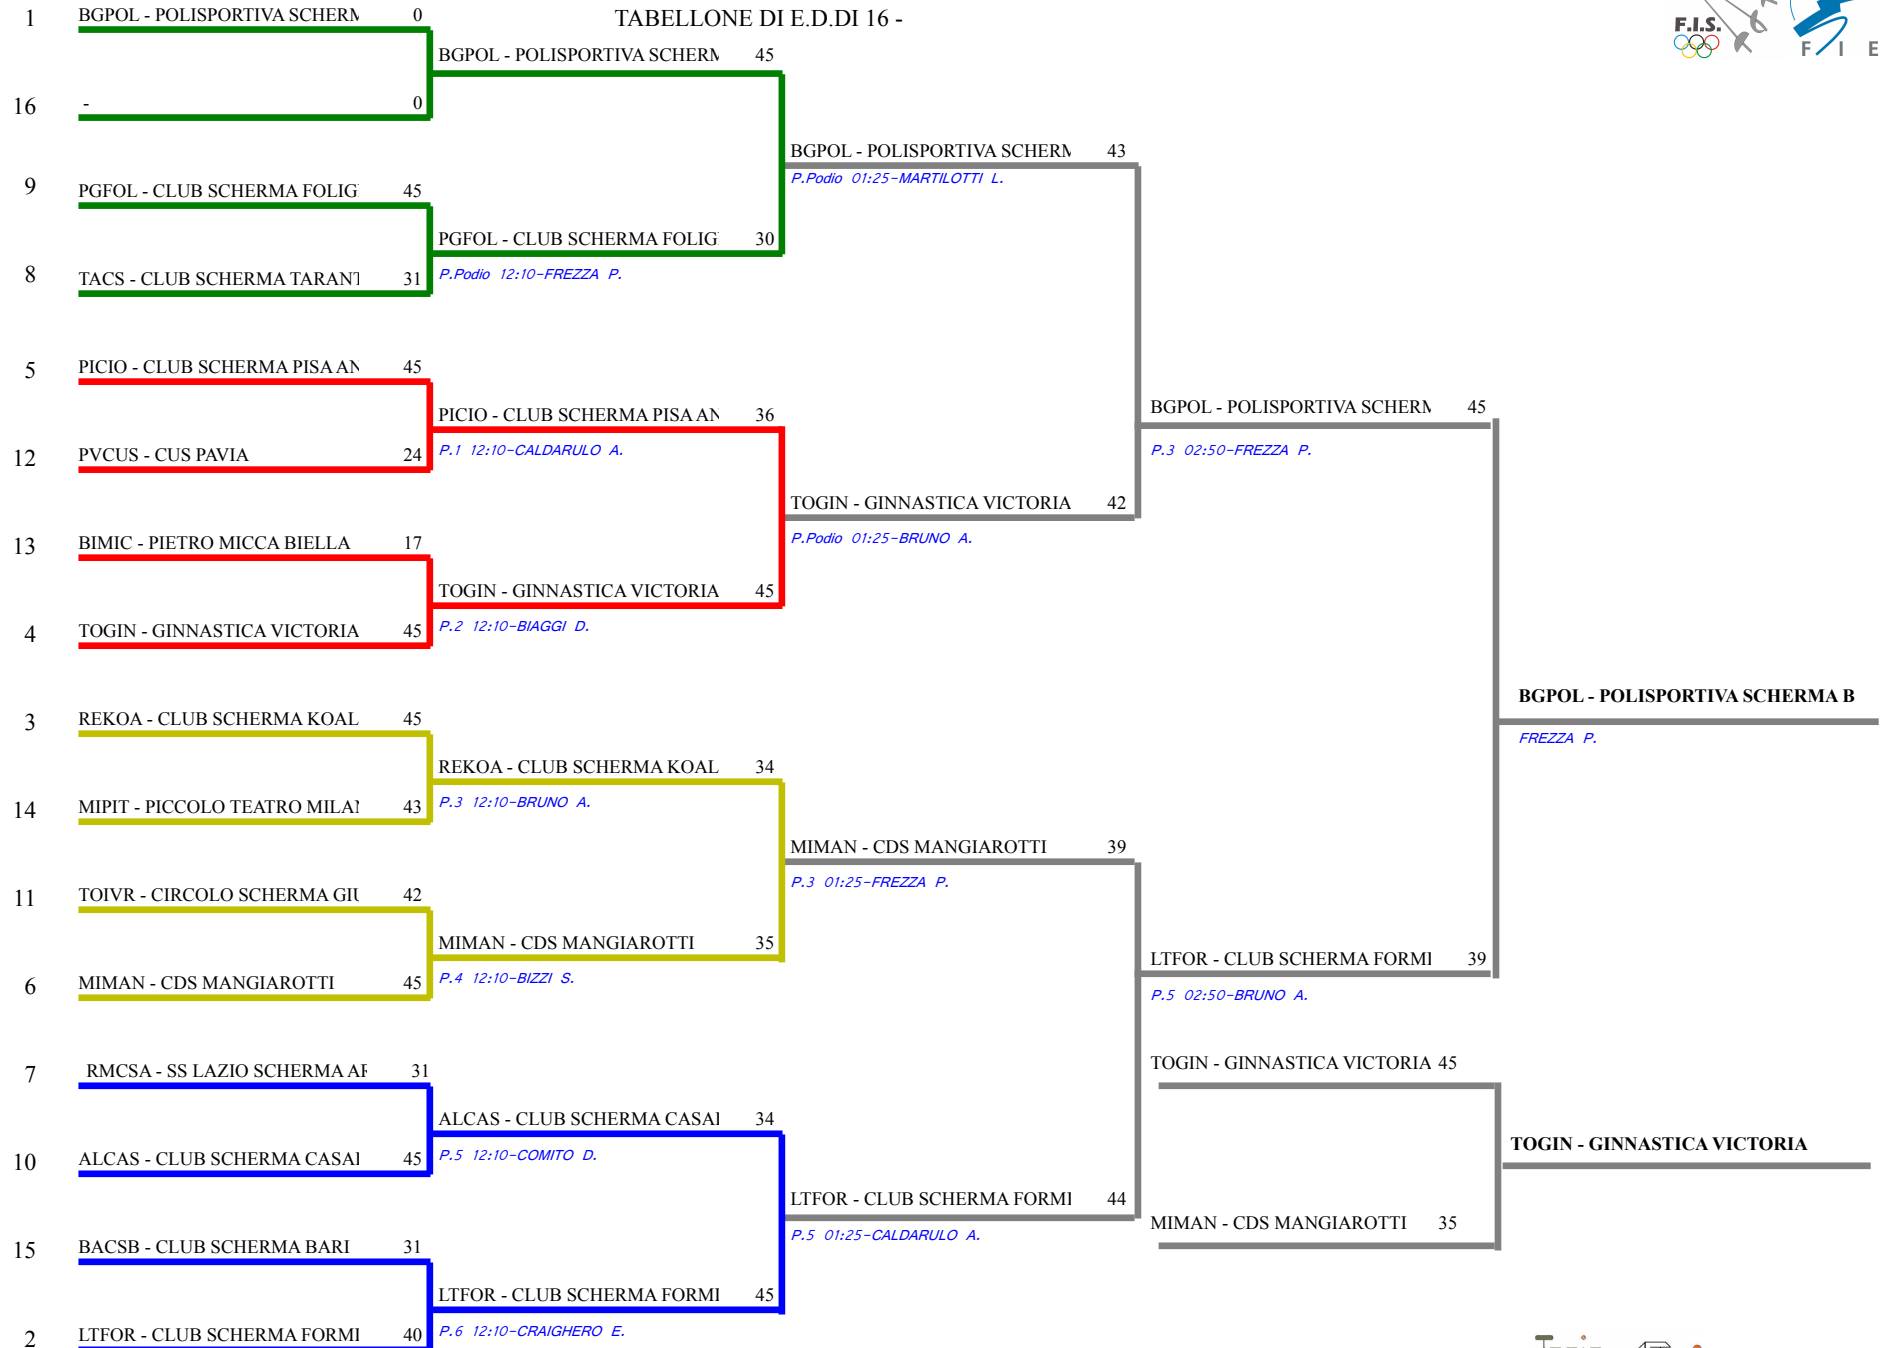 TABELLONE DI E.D.DI 16 -
F.I.S.
F I E
1 BGPOL - POLISPORTIVA SCHERM 0
BGPOL - POLISPORTIVA SCHERM 45
16 - 0
BGPOL - POLISPORTIVA SCHERM 43
P.Podio 01:25-MARTILOTTI L.
9 PGFOL - CLUB SCHERMA FOLIG 45
PGFOL - CLUB SCHERMA FOLIG 30
P.Podio 12:10-FREZZA P.
8 TACS - CLUB SCHERMA TARANT 31
5 PICIO - CLUB SCHERMA PISA AN 45
PICIO - CLUB SCHERMA PISA AN 36
P.1 12:10-CALDARULO A.
BGPOL - POLISPORTIVA SCHERM 45
P.3 02:50-FREZZA P.
12 PVCUS - CUS PAVIA 24
TOGIN - GINNASTICA VICTORIA 42
P.Podio 01:25-BRUNO A.
13 BIMIC - PIETRO MICCA BIELLA 17
TOGIN - GINNASTICA VICTORIA 45
P.2 12:10-BIAGGI D.
4 TOGIN - GINNASTICA VICTORIA 45
BGPOL - POLISPORTIVA SCHERMA B
FREZZA P.
3 REKOA - CLUB SCHERMA KOAL 45
REKOA - CLUB SCHERMA KOAL 34
P.3 12:10-BRUNO A.
14 MIPIT - PICCOLO TEATRO MILAN 43
MIMAN - CDS MANGIAROTTI 39
P.3 01:25-FREZZA P.
11 TOIVR - CIRCOLO SCHERMA GIU 42
MIMAN - CDS MANGIAROTTI 35
P.4 12:10-BIZZI S.
6 MIMAN - CDS MANGIAROTTI 45
LTFOR - CLUB SCHERMA FORMI 39
P.5 02:50-BRUNO A.
7 RMCSA - SS LAZIO SCHERMA AR 31
TOGIN - GINNASTICA VICTORIA 45
ALCAS - CLUB SCHERMA CASAL 34
P.5 12:10-COMITO D.
10 ALCAS - CLUB SCHERMA CASAL 45
TOGIN - GINNASTICA VICTORIA
LTFOR - CLUB SCHERMA FORMI 44
P.5 01:25-CALDARULO A.
MIMAN - CDS MANGIAROTTI 35
15 BACSB - CLUB SCHERMA BARI 31
LTFOR - CLUB SCHERMA FORMI 45
P.6 12:10-CRAIGHERO E.
2 LTFOR - CLUB SCHERMA FORMI 40